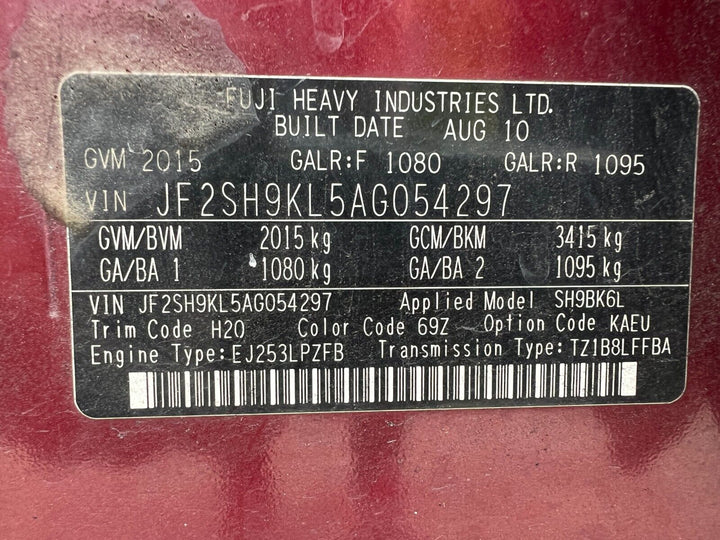 FUJI HEAVY INDUSTRIES LTD.
BUILT DATE AUG 10
GVM 2015 GALR:F 1080 GALR:R 1095
VIN JF2SH9KL5AG054297
GVM/BVM 2015 kg GCM/BKM 3415 kg
GA/BA 1 1080 kg GA/BA 2 1095 kg
VIN JF2SH9KL5AG054297 Applied Model SH9BK6L
Trim Code H20 Color Code 69Z Option Code KAEU
Engine Type:EJ253LPZFB Transmission Type:TZ1B8LFFBA